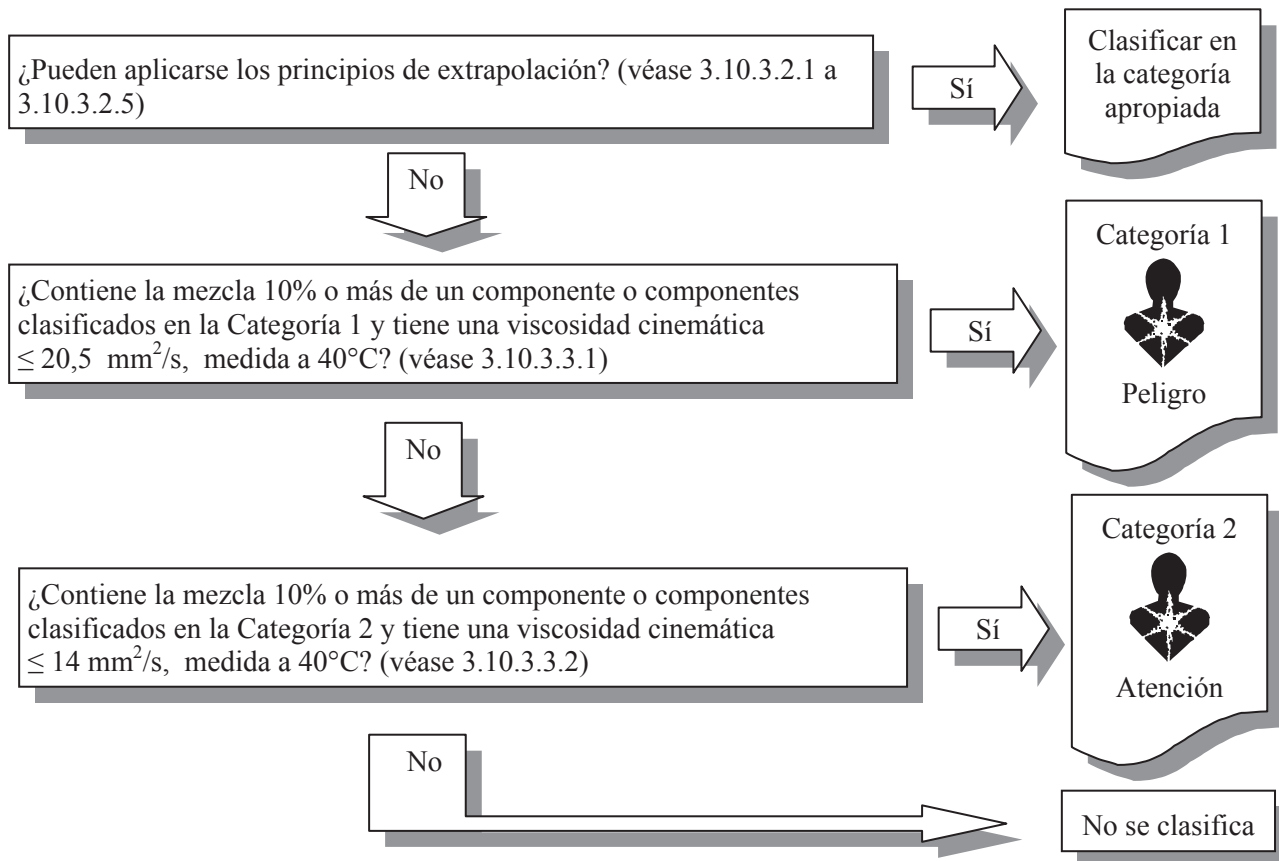 ¿Pueden aplicarse los principios de extrapolación? (véase 3.10.3.2.1 a
3.10.3.2.5)
Sí
Clasificar en
la categoría
apropiada
No
¿Contiene la mezcla 10% o más de un componente o componentes
clasificados en la Categoría 1 y tiene una viscosidad cinemática
≤ 20,5 mm²/s, medida a 40°C? (véase 3.10.3.3.1)
Sí
Categoría 1
Peligro
No
¿Contiene la mezcla 10% o más de un componente o componentes
clasificados en la Categoría 2 y tiene una viscosidad cinemática
≤ 14 mm²/s, medida a 40°C? (véase 3.10.3.3.2)
Sí
Categoría 2
Atención
No
No se clasifica